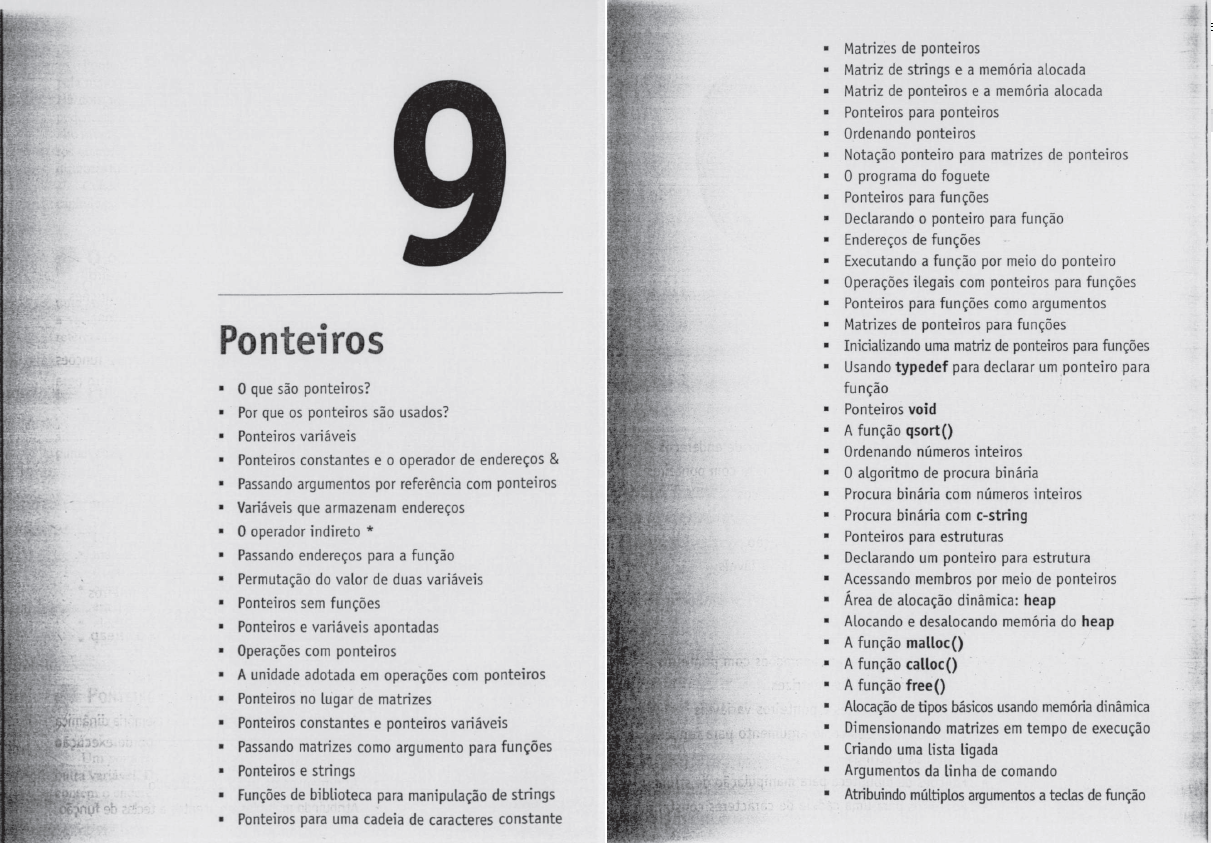 9
Ponteiros
▪ O que são ponteiros?
▪ Por que os ponteiros são usados?
▪ Ponteiros variáveis
▪ Ponteiros constantes e o operador de endereços &
▪ Passando argumentos por referência com ponteiros
▪ Variáveis que armazenam endereços
▪ O operador indireto *
▪ Passando endereços para a função
▪ Permutação do valor de duas variáveis
▪ Ponteiros sem funções
▪ Ponteiros e variáveis apontadas
▪ Operações com ponteiros
▪ A unidade adotada em operações com ponteiros
▪ Ponteiros no lugar de matrizes
▪ Ponteiros constantes e ponteiros variáveis
▪ Passando matrizes como argumento para funções
▪ Ponteiros e strings
▪ Funções de biblioteca para manipulação de strings
▪ Ponteiros para uma cadeia de caracteres constante
▪ Matrizes de ponteiros
▪ Matriz de strings e a memória alocada
▪ Matriz de ponteiros e a memória alocada
▪ Ponteiros para ponteiros
▪ Ordenando ponteiros
▪ Notação ponteiro para matrizes de ponteiros
▪ O programa do foguete
▪ Ponteiros para funções
▪ Declarando o ponteiro para função
▪ Endereços de funções
▪ Executando a função por meio do ponteiro
▪ Operações ilegais com ponteiros para funções
▪ Ponteiros para funções como argumentos
▪ Matrizes de ponteiros para funções
▪ Inicializando uma matriz de ponteiros para funções
▪ Usando typedef para declarar um ponteiro para
função
▪ Ponteiros void
▪ A função qsort()
▪ Ordenando números inteiros
▪ O algoritmo de procura binária
▪ Procura binária com números inteiros
▪ Procura binária com c-string
▪ Ponteiros para estruturas
▪ Declarando um ponteiro para estrutura
▪ Acessando membros por meio de ponteiros
▪ Área de alocação dinâmica: heap
▪ Alocando e desalocando memória do heap
▪ A função malloc()
▪ A função calloc()
▪ A função free()
▪ Alocação de tipos básicos usando memória dinâmica
▪ Dimensionando matrizes em tempo de execução
▪ Criando uma lista ligada
▪ Argumentos da linha de comando
▪ Atribuindo múltiplos argumentos a teclas de função